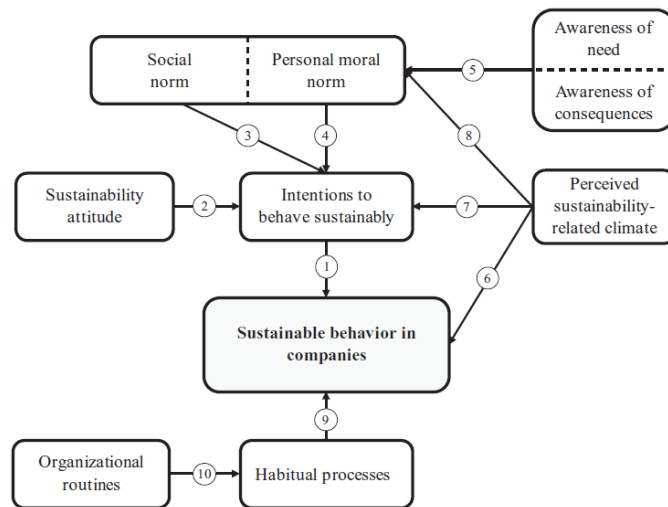 Social
norm
Personal moral
norm
Awareness of
need
Awareness of
consequences
5
3
4
8
Sustainability
attitude
2
Intentions to
behave sustainably
7
Perceived
sustainability-
related climate
1
6
Sustainable behavior in
companies
9
Organizational
routines
10
Habitual processes